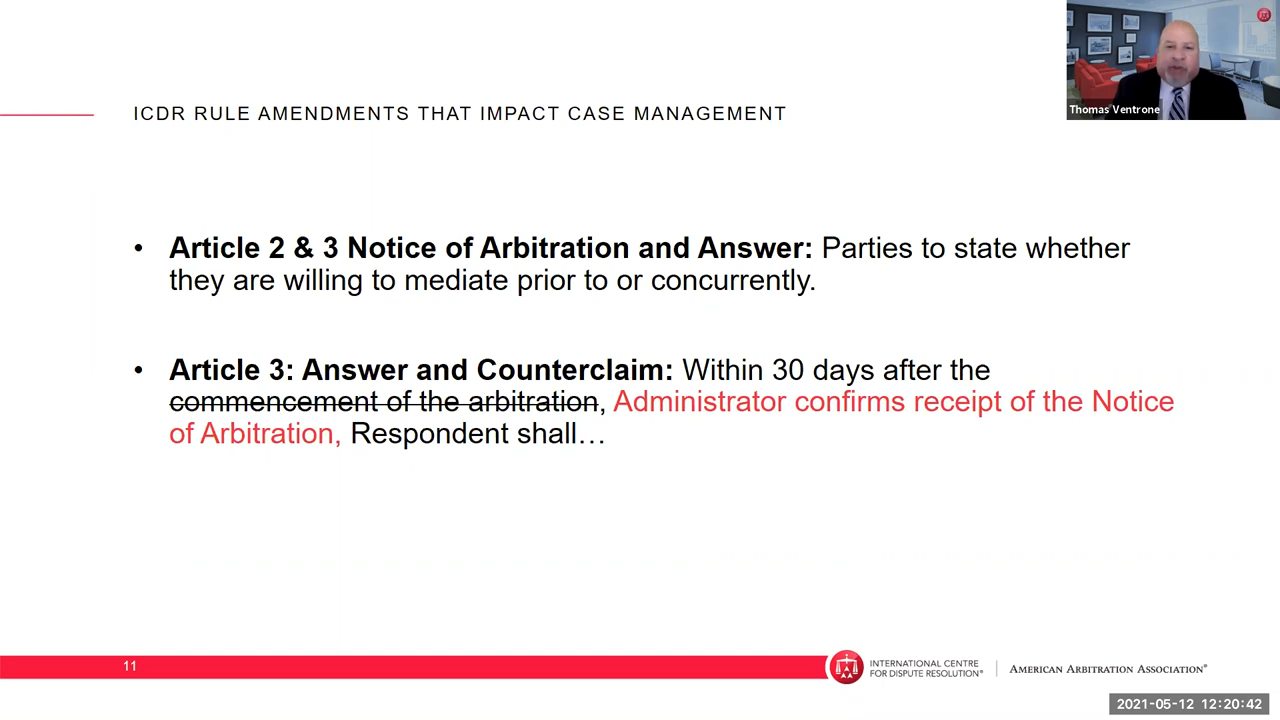 Thomas Ventrone
ICDR RULE AMENDMENTS THAT IMPACT CASE MANAGEMENT
• Article 2 & 3 Notice of Arbitration and Answer: Parties to state whether
they are willing to mediate prior to or concurrently.
• Article 3: Answer and Counterclaim: Within 30 days after the
commencement of the arbitration, Administrator confirms receipt of the Notice
of Arbitration, Respondent shall…
11
INTERNATIONAL CENTRE
FOR DISPUTE RESOLUTION®
AMERICAN ARBITRATION ASSOCIATION®
2021-05-12 12:20:42